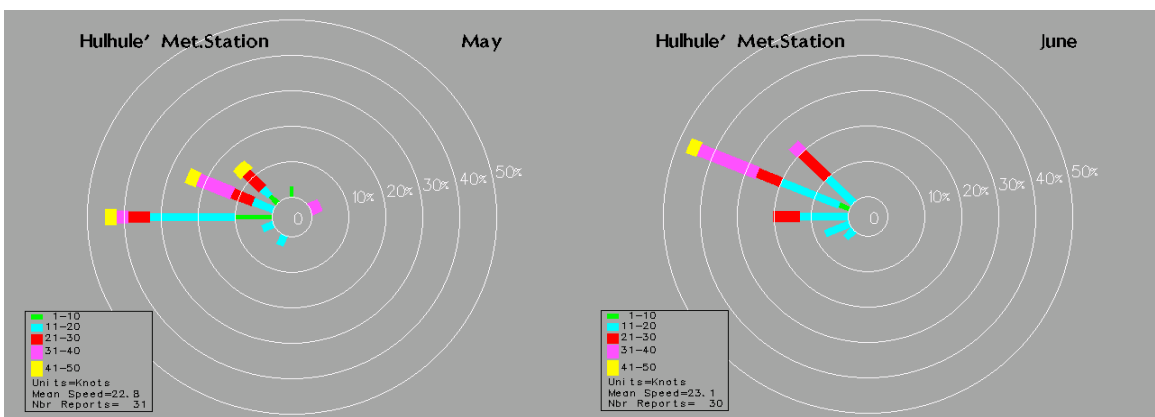 Hulhule' Met.Station May
50%
40%
30%
20%
10%
0
1-10
11-20
21-30
31-40
41-50
Units=Knots
Mean Speed=22.8
Nbr Reports= 31
Hulhule' Met.Station June
50%
40%
30%
20%
10%
0
1-10
11-20
21-30
31-40
41-50
Units=Knots
Mean Speed=23.1
Nbr Reports= 30